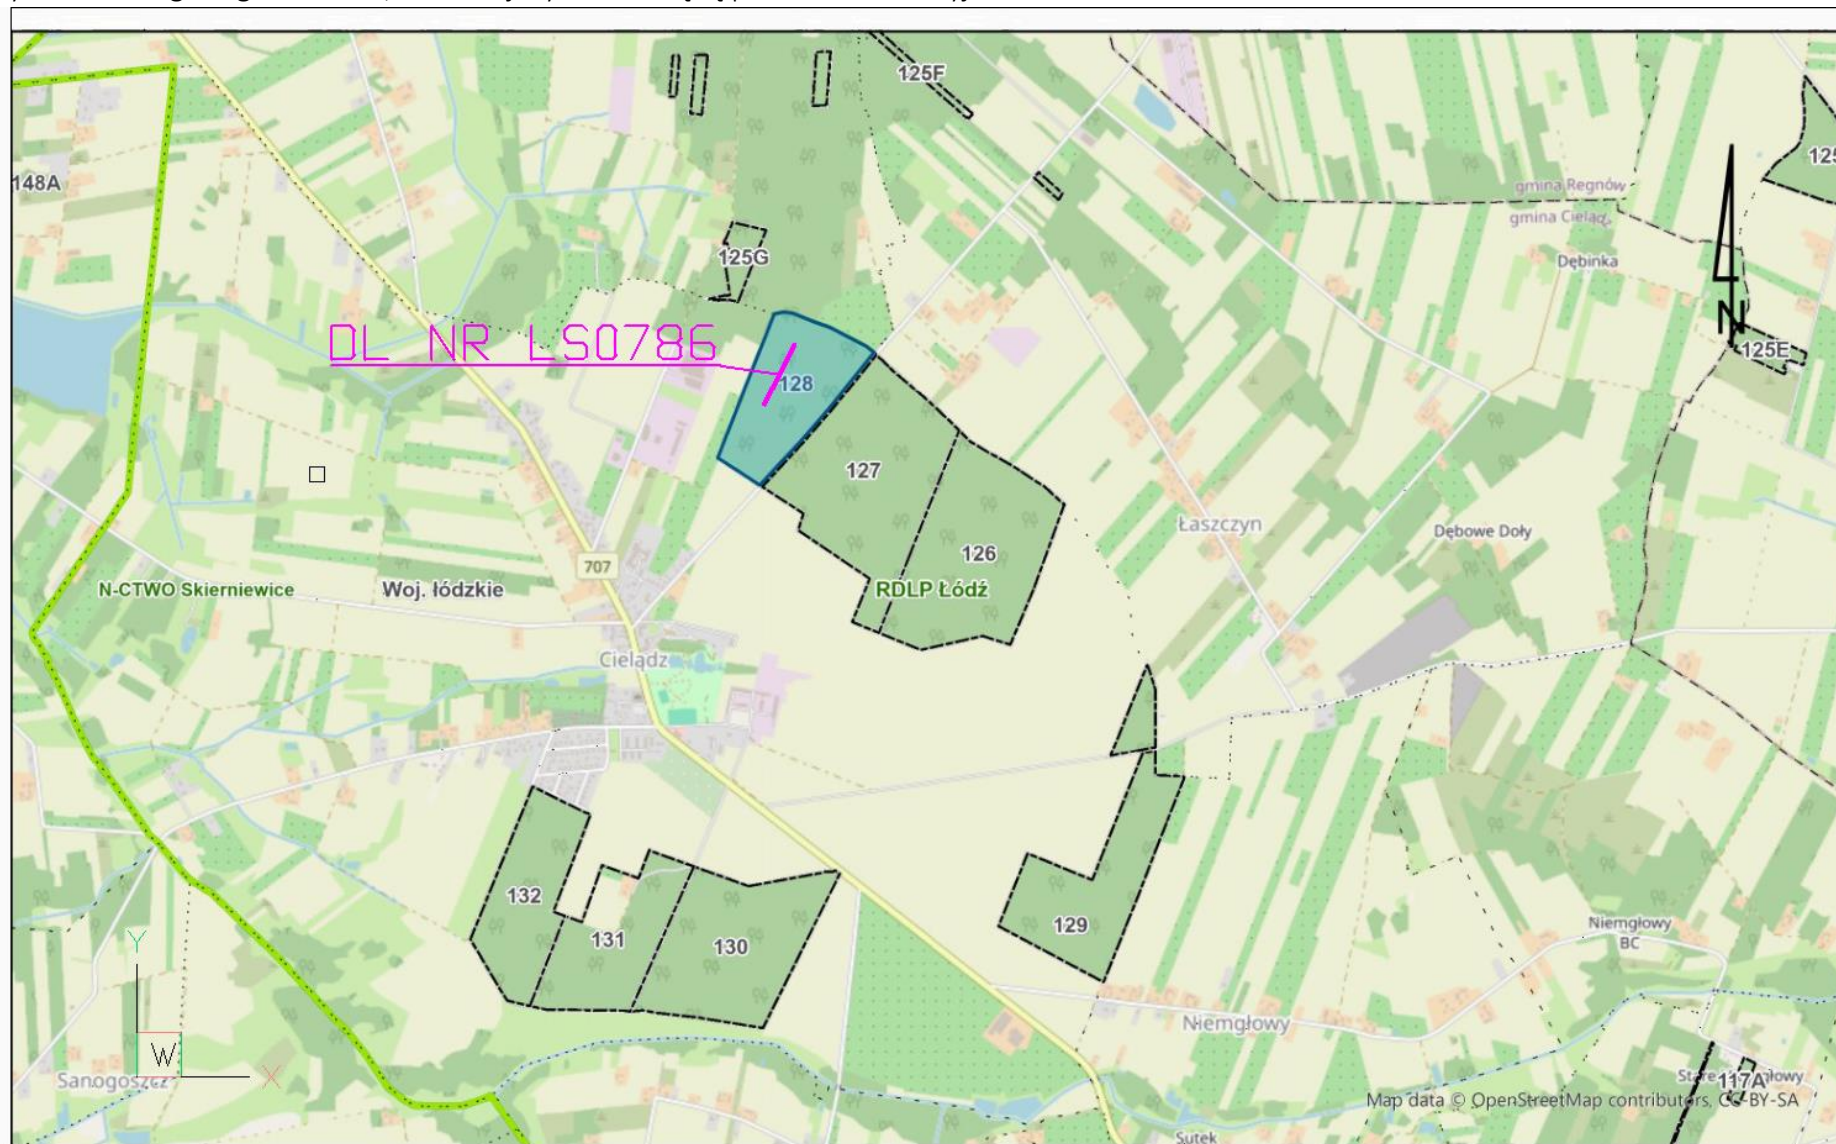 125F
148A
125
gmina Regnów
gmina Cielądz
125G
Dębinka
N
DL NR LS0786
125E
128
127
Łaszczyn
126
Dębowe Doły
707
N-CTWO Skierniewice
Woj. łódzkie
RDLP Łódź
Cielądz
132
131
130
129
Niemgłowy
BC
Y
Niemgłowy
W
X
Sanogoszcz
117A
Map data © OpenStreetMap contributors, CC-BY-SA
Sutek